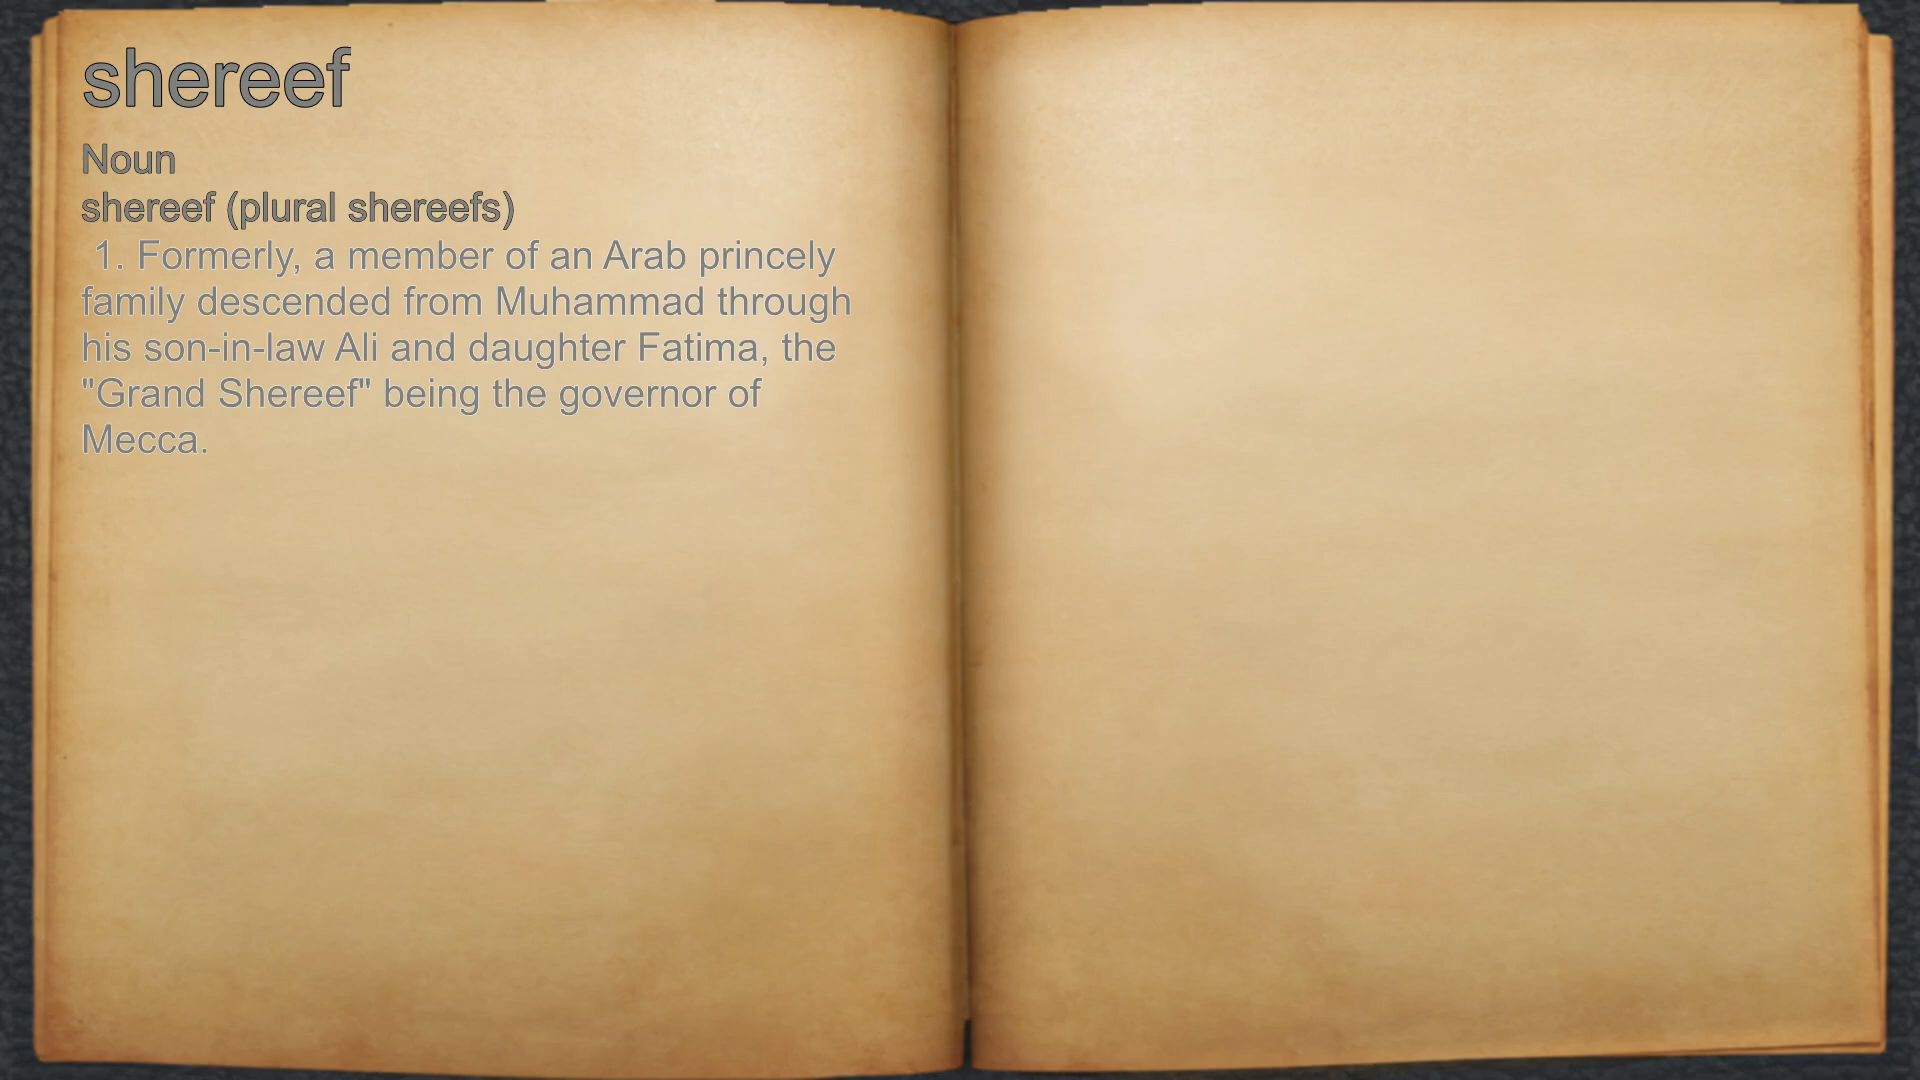 shereef
Noun
shereef (plural shereefs)
1. Formerly, a member of an Arab princely
family descended from Muhammad through
his son-in-law Ali and daughter Fatima, the
"Grand Shereef" being the governor of
Mecca.